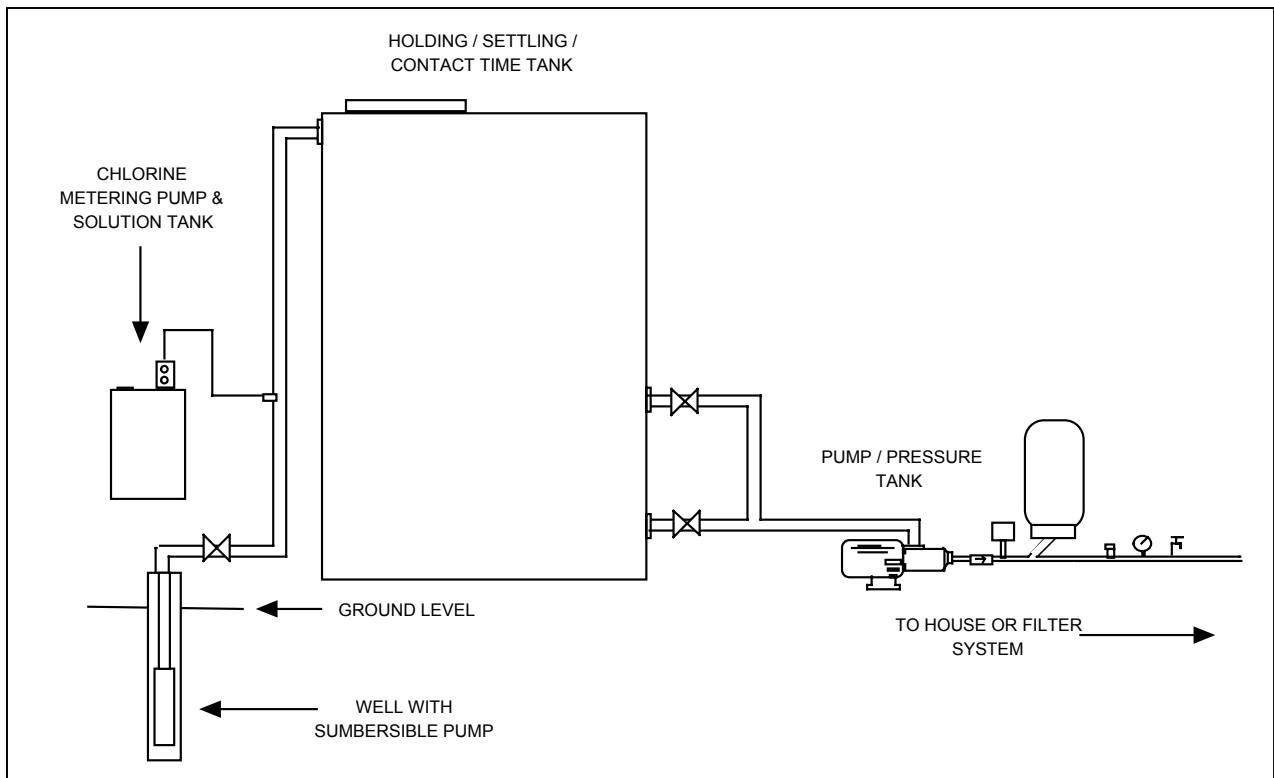 HOLDING / SETTLING /
CONTACT TIME TANK
CHLORINE
METERING PUMP &
SOLUTION TANK
PUMP / PRESSURE
TANK
GROUND LEVEL
TO HOUSE OR FILTER
SYSTEM
WELL WITH
SUMBERSIBLE PUMP